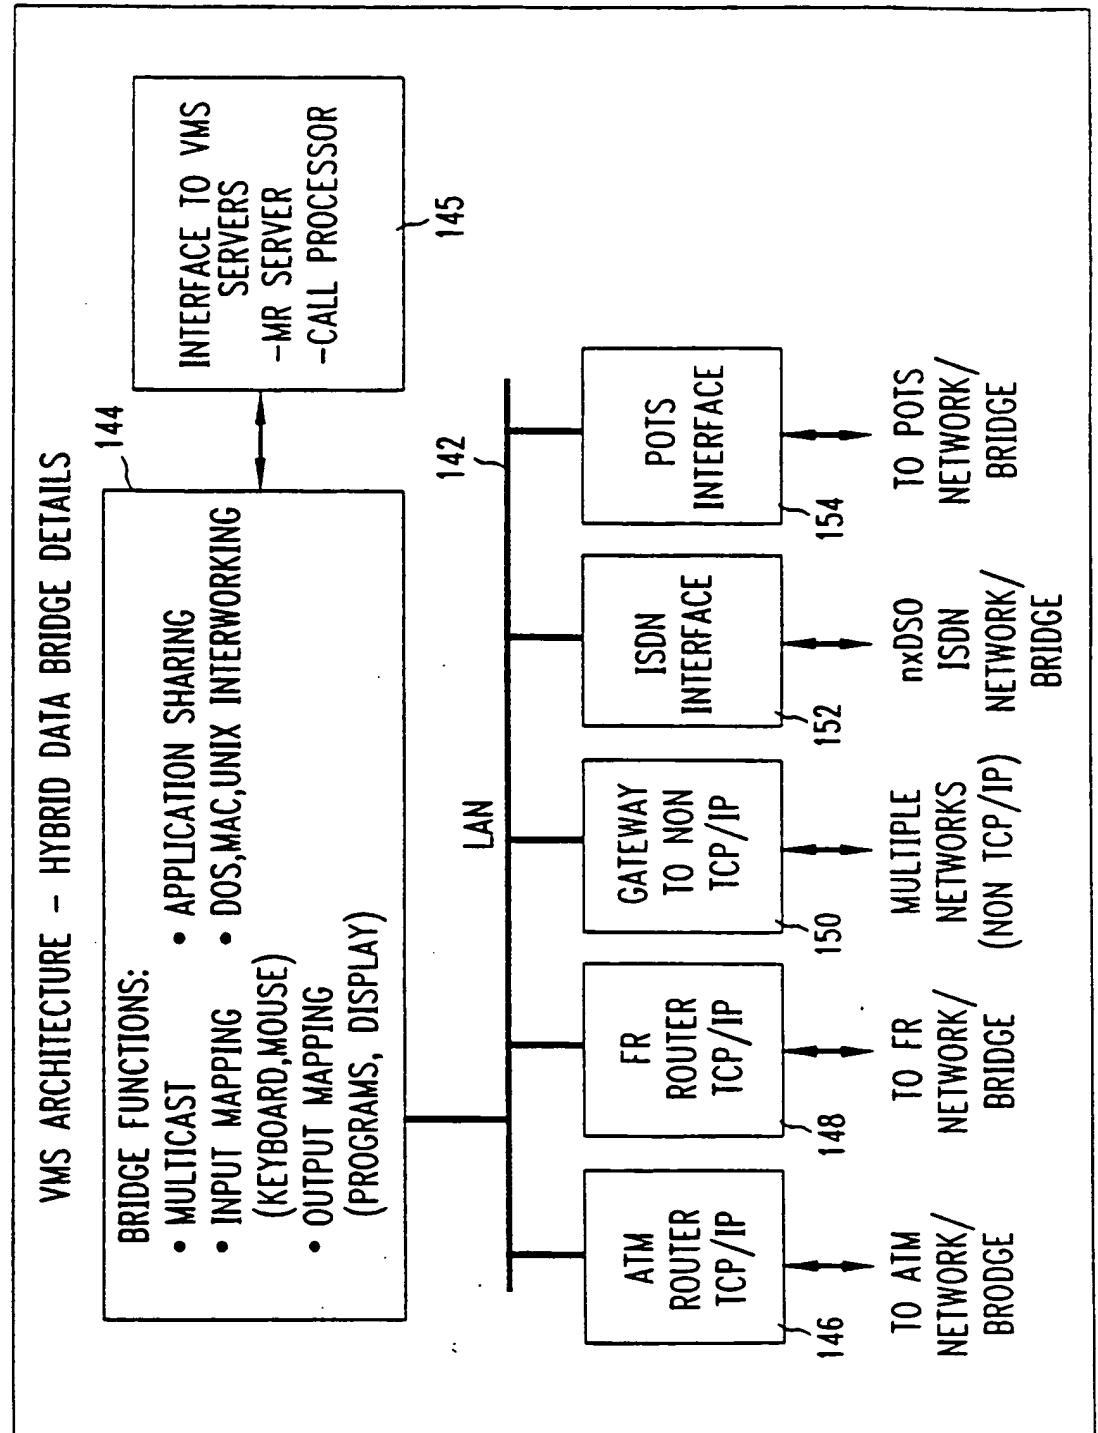 VMS ARCHITECTURE - HYBRID DATA BRIDGE DETAILS
144
BRIDGE FUNCTIONS:
• MULTICAST
• INPUT MAPPING
(KEYBOARD,MOUSE)
• OUTPUT MAPPING
(PROGRAMS, DISPLAY)
• APPLICATION SHARING
• DOS,MAC,UNIX INTERWORKING
INTERFACE TO VMS
SERVERS
-MR SERVER
-CALL PROCESSOR
145
LAN
142
ATM
ROUTER
TCP/IP
146
TO ATM
NETWORK/
BRODGE
FR
ROUTER
TCP/IP
148
TO FR
NETWORK/
BRIDGE
GATEWAY
TO NON
TCP/IP
150
MULTIPLE
NETWORKS
(NON TCP/IP)
ISDN
INTERFACE
152
nxDSO
ISDN
NETWORK/
BRIDGE
POTS
INTERFACE
154
TO POTS
NETWORK/
BRIDGE